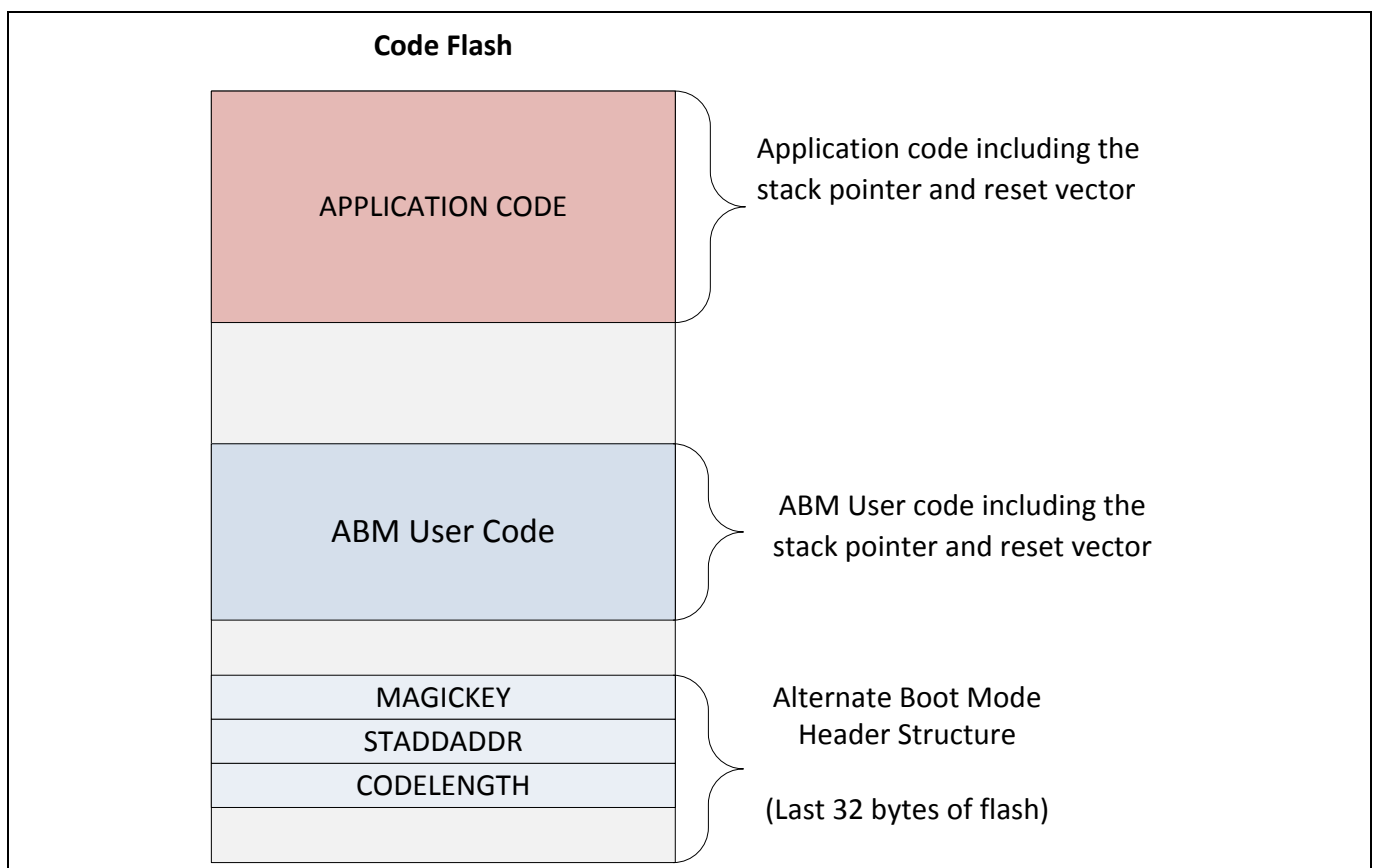 Code Flash
APPLICATION CODE
Application code including the
stack pointer and reset vector
ABM User Code
ABM User code including the
stack pointer and reset vector
MAGICKEY
STADDADDR
CODELENGTH
Alternate Boot Mode
Header Structure
(Last 32 bytes of flash)